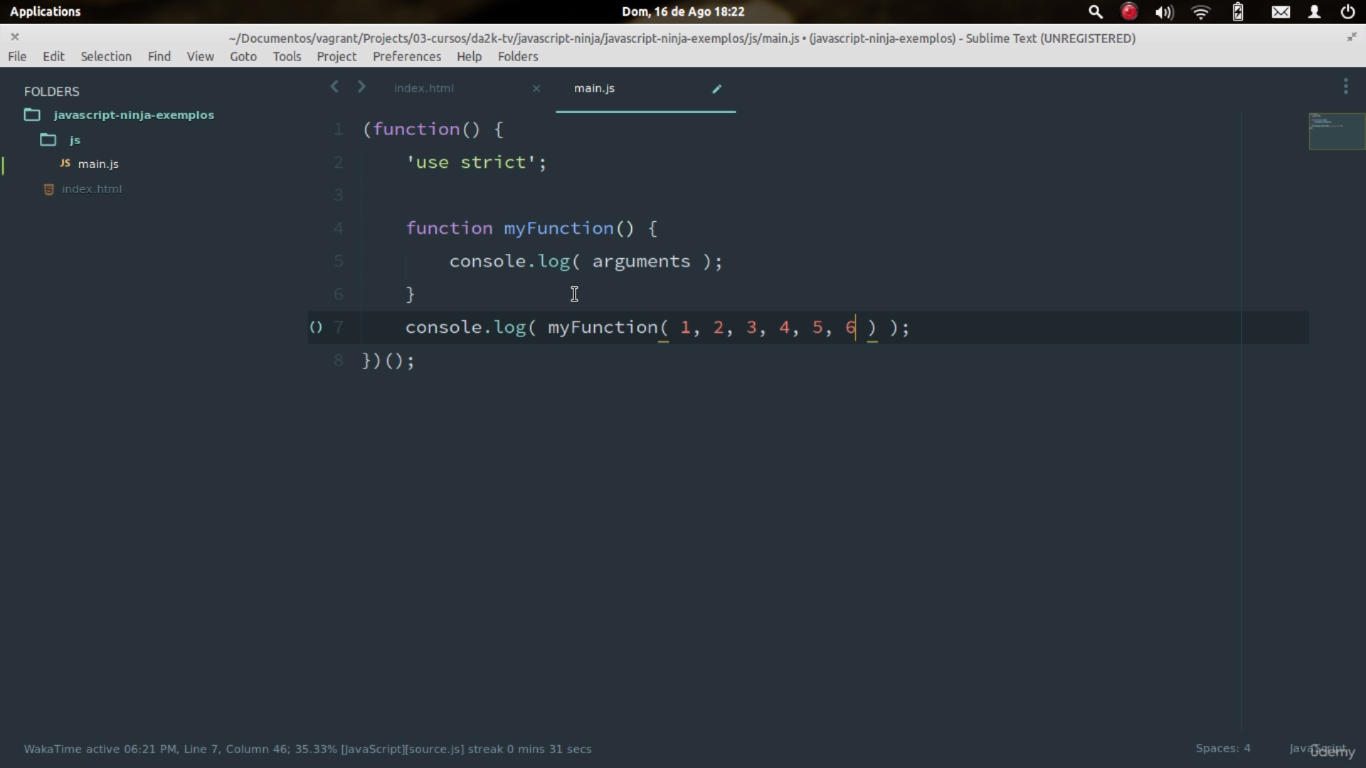 Applications
Dom, 16 de Ago 18:22
~/Documentos/vagrant/Projects/03-cursos/da2k-tv/javascript-ninja/javascript-ninja-exemplos/js/main.js • (javascript-ninja-exemplos) - Sublime Text (UNREGISTERED)
File Edit Selection Find View Goto Tools Project Preferences Help Folders
FOLDERS
javascript-ninja-exemplos
js
JS main.js
index.html
index.html × main.js
1 (function() {
2 'use strict';
3
4 function myFunction() {
5 console.log( arguments );
6 }
() 7 console.log( myFunction( 1, 2, 3, 4, 5, 6 ) );
8 })();
WakaTime active 06:21 PM, Line 7, Column 46; 35.33% [JavaScript][source.js] streak 0 mins 31 secs
Spaces: 4 JavaScript
ûdemy